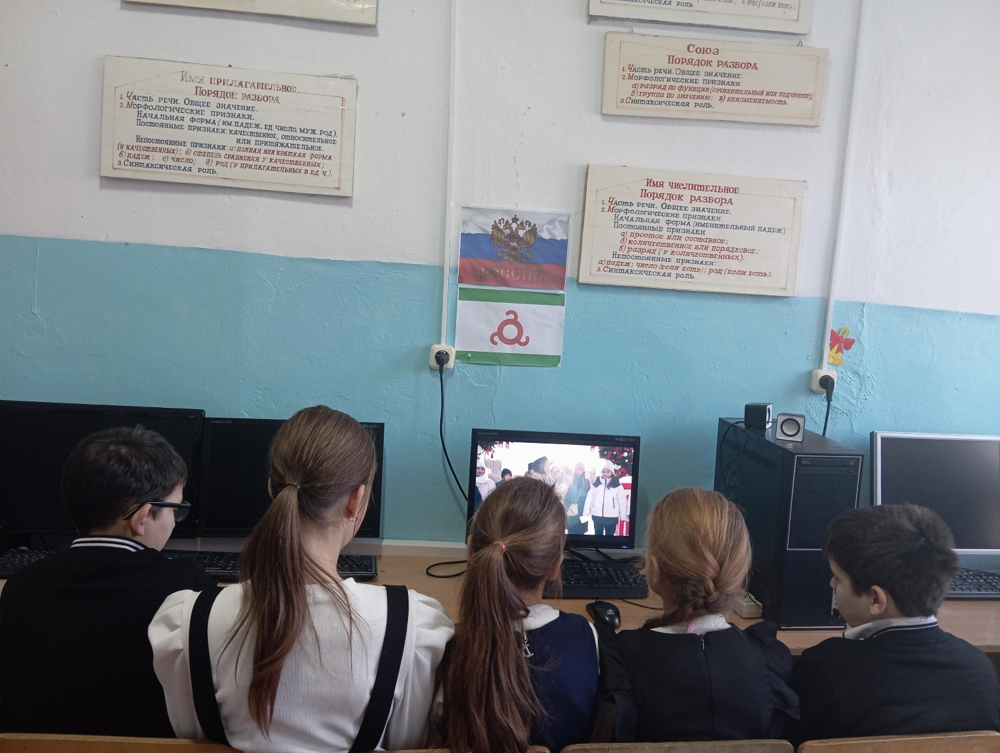 Имя прилагательное
Порядок разбора
1. Часть речи. Общее значение.
2. Морфологические признаки.
Начальная форма (им. падеж, ед. число, муж. род).
Постоянные признаки: качественное, относительное
или притяжательное.
Непостоянные признаки: а) полная или краткая форма
(у качественных); б) степень сравнения у качественных;
в) падеж; г) число; д) род (у прилагательных в ед. ч.).
3. Синтаксическая роль.
род (если есть).
Синтаксическая роль.
Союз
Порядок разбора
1. Часть речи. Общее значение.
2. Морфологические признаки:
а) разряд по функции (сочинительный или подчинит);
б) группа по значению; в) неизменяемость.
3. Синтаксическая роль.
Имя числительное
Порядок разбора
1. Часть речи. Общее значение.
2. Морфологические признаки.
Начальная форма (именительный падеж)
Постоянные признаки
а) простое или составное;
б) количественное или порядковое;
в) разряд (у количественных).
Непостоянные признаки:
а) падеж; число (если есть); род (если есть).
3. Синтаксическая роль.
РОССИЯ